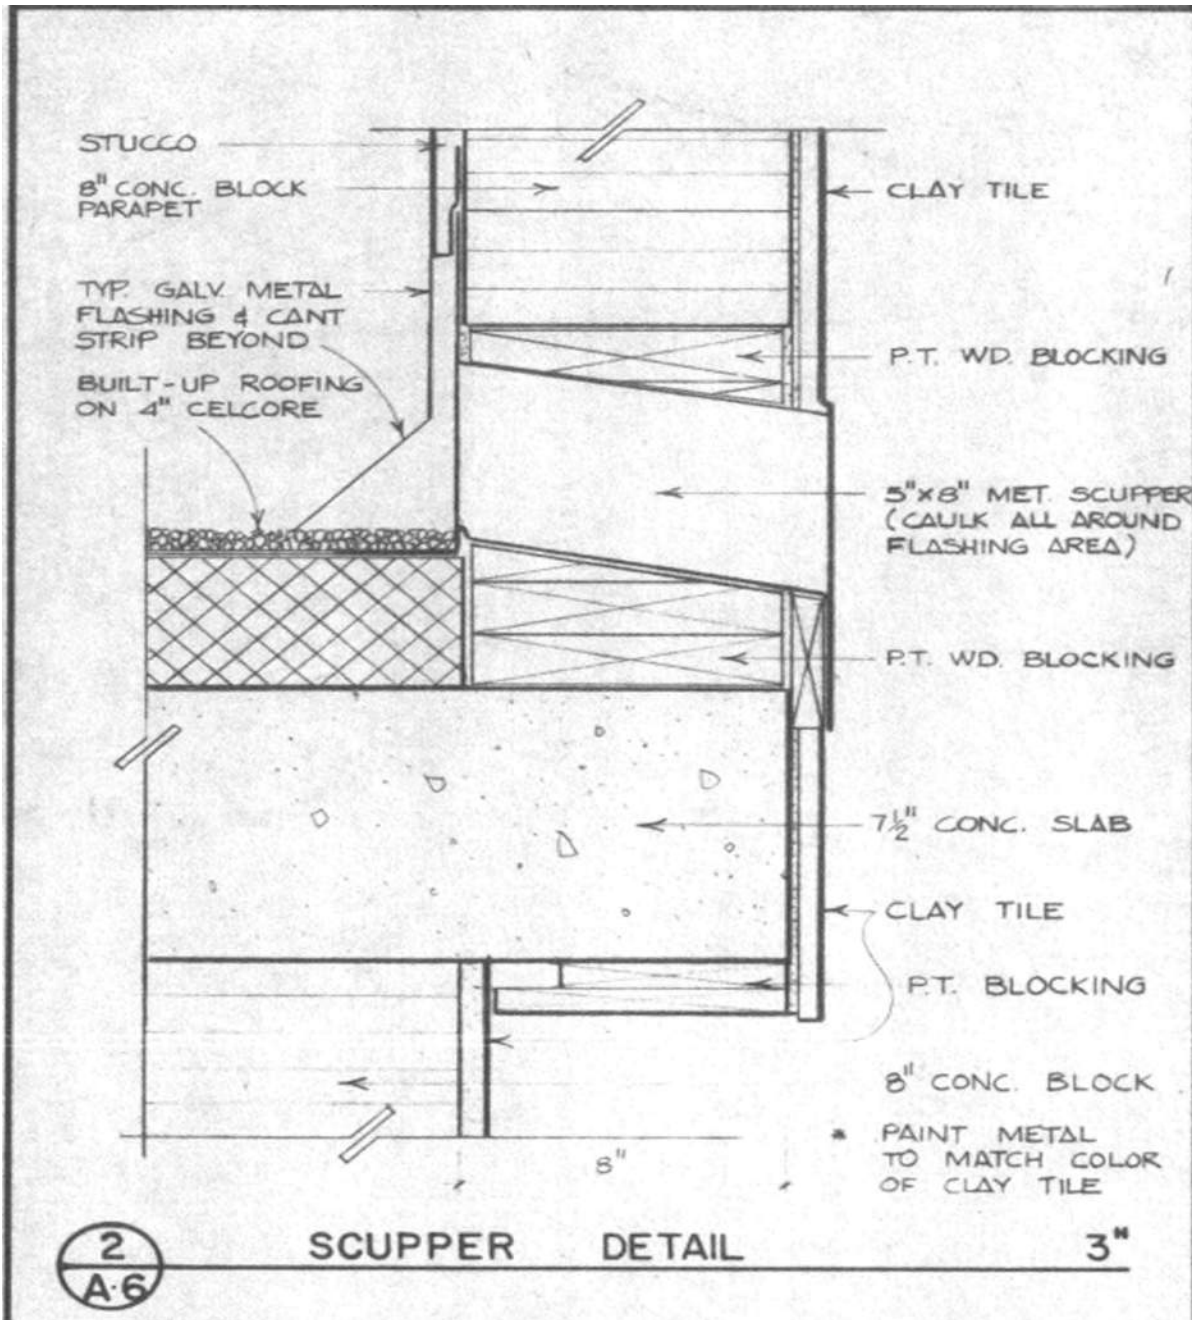 STUCCO
8" CONC. BLOCK
PARAPET
TYP. GALV. METAL
FLASHING & CANT
STRIP BEYOND
BUILT-UP ROOFING
ON 4" CELCORE
CLAY TILE
P.T. WD. BLOCKING
5"x8" MET. SCUPPER
(CAULK ALL AROUND
FLASHING AREA)
P.T. WD. BLOCKING
7½" CONC. SLAB
CLAY TILE
P.T. BLOCKING
8" CONC. BLOCK
* PAINT METAL
TO MATCH COLOR
OF CLAY TILE
8"
2
A·6
SCUPPER DETAIL
3"